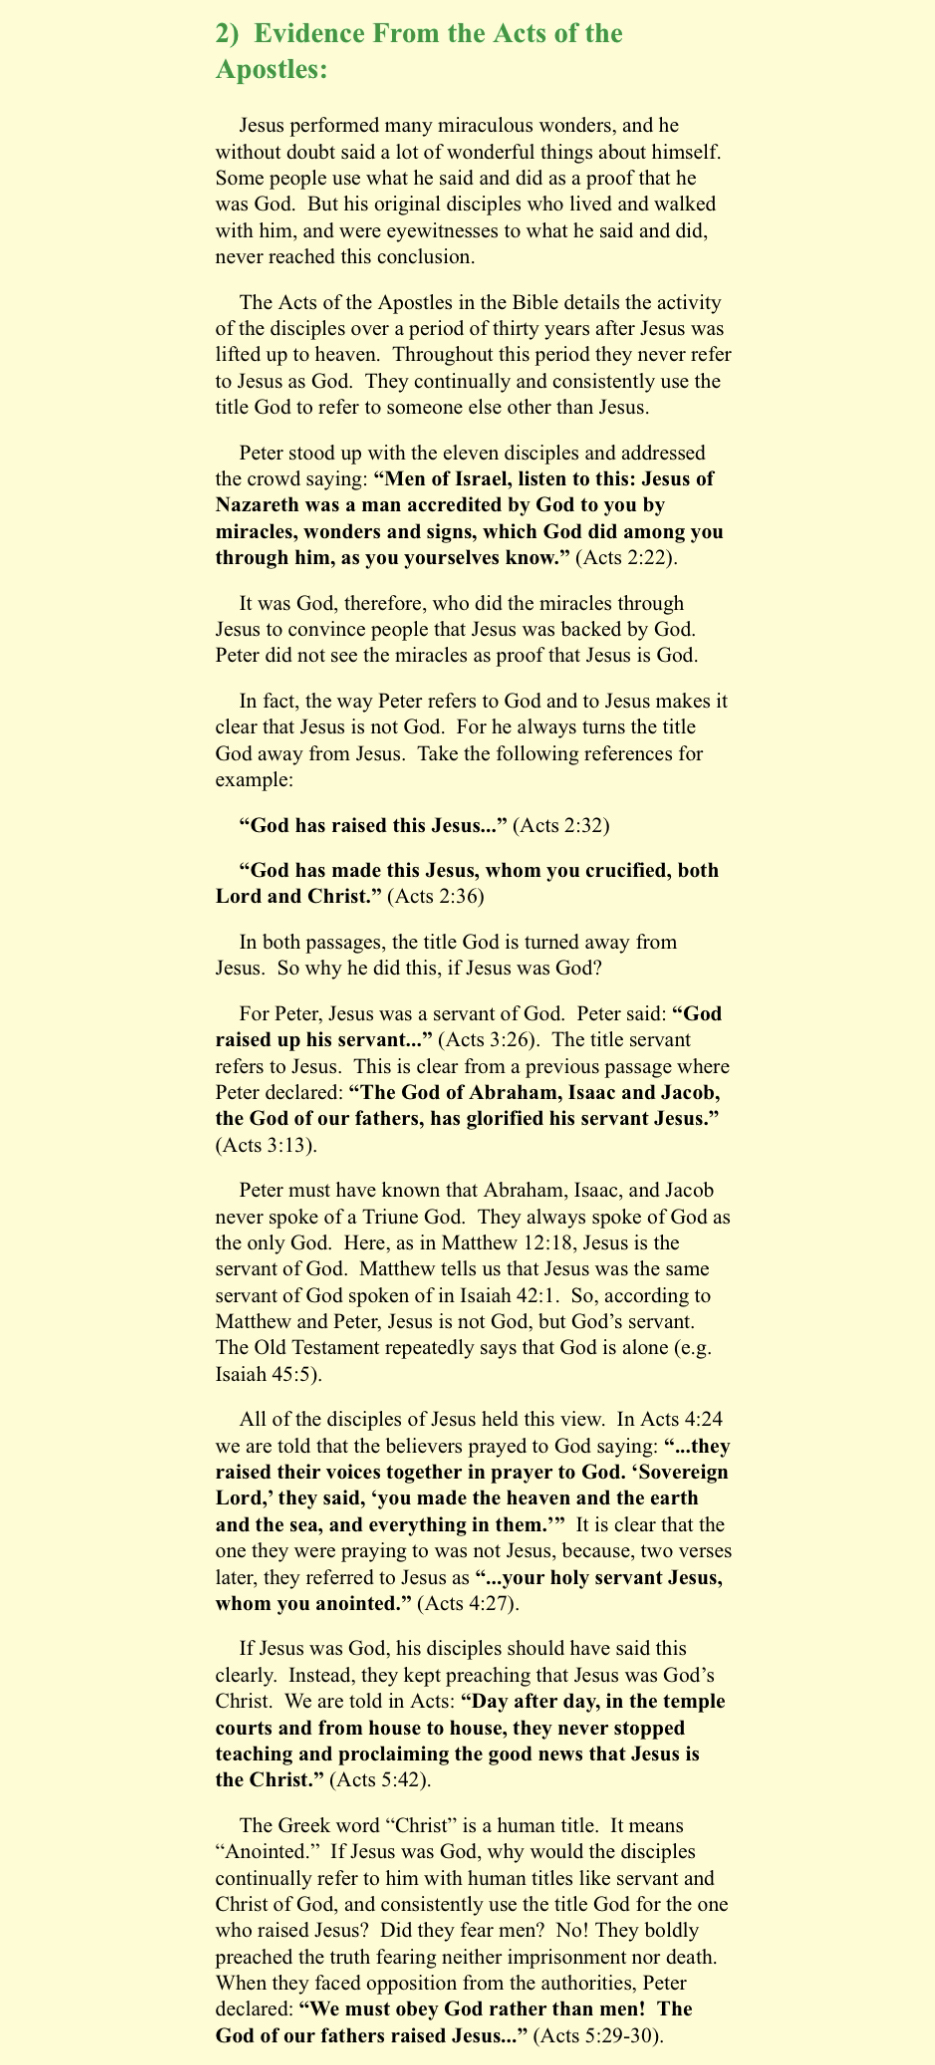 2)  Evidence From the Acts of the
Apostles:
Jesus performed many miraculous wonders, and he
without doubt said a lot of wonderful things about himself.
Some people use what he said and did as a proof that he
was God.  But his original disciples who lived and walked
with him, and were eyewitnesses to what he said and did,
never reached this conclusion.
The Acts of the Apostles in the Bible details the activity
of the disciples over a period of thirty years after Jesus was
lifted up to heaven.  Throughout this period they never refer
to Jesus as God.  They continually and consistently use the
title God to refer to someone else other than Jesus.
Peter stood up with the eleven disciples and addressed
the crowd saying: “Men of Israel, listen to this: Jesus of
Nazareth was a man accredited by God to you by
miracles, wonders and signs, which God did among you
through him, as you yourselves know.” (Acts 2:22).
It was God, therefore, who did the miracles through
Jesus to convince people that Jesus was backed by God.
Peter did not see the miracles as proof that Jesus is God.
In fact, the way Peter refers to God and to Jesus makes it
clear that Jesus is not God.  For he always turns the title
God away from Jesus.  Take the following references for
example:
“God has raised this Jesus...” (Acts 2:32)
“God has made this Jesus, whom you crucified, both
Lord and Christ.” (Acts 2:36)
In both passages, the title God is turned away from
Jesus.  So why he did this, if Jesus was God?
For Peter, Jesus was a servant of God.  Peter said: “God
raised up his servant...” (Acts 3:26).  The title servant
refers to Jesus.  This is clear from a previous passage where
Peter declared: “The God of Abraham, Isaac and Jacob,
the God of our fathers, has glorified his servant Jesus.”
(Acts 3:13).
Peter must have known that Abraham, Isaac, and Jacob
never spoke of a Triune God.  They always spoke of God as
the only God.  Here, as in Matthew 12:18, Jesus is the
servant of God.  Matthew tells us that Jesus was the same
servant of God spoken of in Isaiah 42:1.  So, according to
Matthew and Peter, Jesus is not God, but God’s servant.
The Old Testament repeatedly says that God is alone (e.g.
Isaiah 45:5).
All of the disciples of Jesus held this view.  In Acts 4:24
we are told that the believers prayed to God saying: “...they
raised their voices together in prayer to God. ‘Sovereign
Lord,’ they said, ‘you made the heaven and the earth
and the sea, and everything in them.’”  It is clear that the
one they were praying to was not Jesus, because, two verses
later, they referred to Jesus as “...your holy servant Jesus,
whom you anointed.” (Acts 4:27).
If Jesus was God, his disciples should have said this
clearly.  Instead, they kept preaching that Jesus was God’s
Christ.  We are told in Acts: “Day after day, in the temple
courts and from house to house, they never stopped
teaching and proclaiming the good news that Jesus is
the Christ.” (Acts 5:42).
The Greek word “Christ” is a human title.  It means
“Anointed.”  If Jesus was God, why would the disciples
continually refer to him with human titles like servant and
Christ of God, and consistently use the title God for the one
who raised Jesus?  Did they fear men?  No! They boldly
preached the truth fearing neither imprisonment nor death.
When they faced opposition from the authorities, Peter
declared: “We must obey God rather than men!  The
God of our fathers raised Jesus...” (Acts 5:29-30).